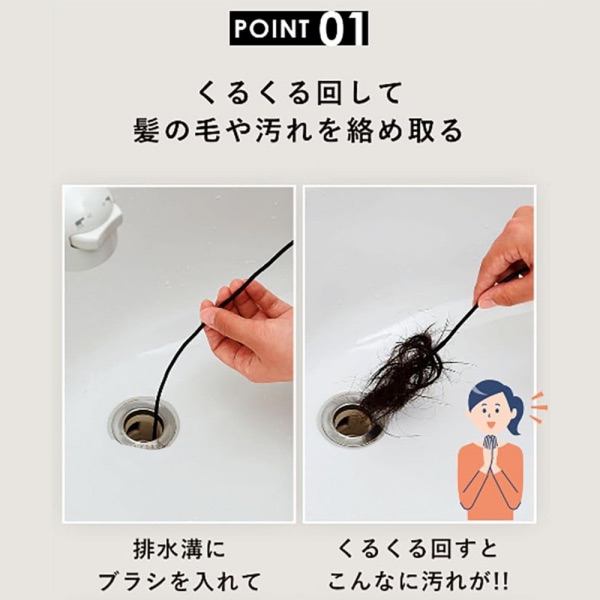 POINT 01
くるくる回して
髪の毛や汚れを絡め取る
排水溝に
ブラシを入れて
くるくる回すと
こんなに汚れが!!